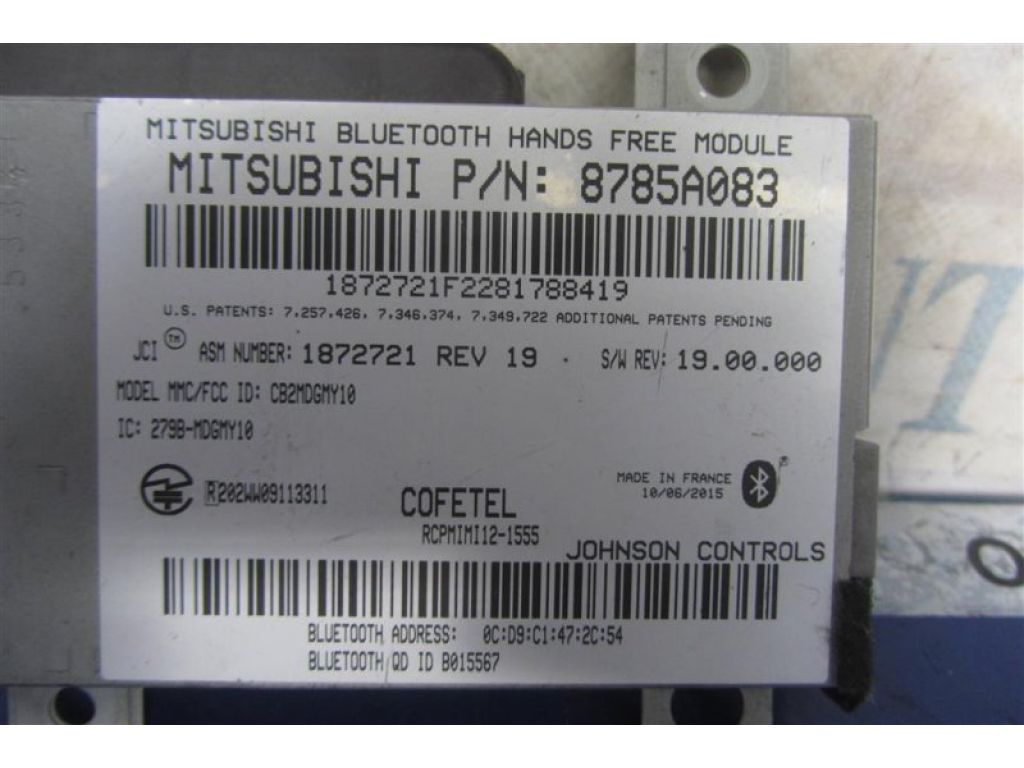 MITSUBISHI BLUETOOTH HANDS FREE MODULE
MITSUBISHI P/N: 8785A083
1872721F2281788419
U.S. PATENTS: 7,257,426, 7,346,374, 7,349,722 ADDITIONAL PATENTS PENDING
JCI TM ASM NUMBER: 1872721 REV 19 . S/W REV: 19.00.000
MODEL MMC/FCC ID: CB2MDGMY10
IC: 279B-MDGMY10
R 202WW09113311
COFETEL
RCPMIMI12-1555
MADE IN FRANCE
10/06/2015
®
JOHNSON CONTROLS
BLUETOOTH ADDRESS: 0C:D9:C1:47:2C:54
BLUETOOTH QD ID B015567